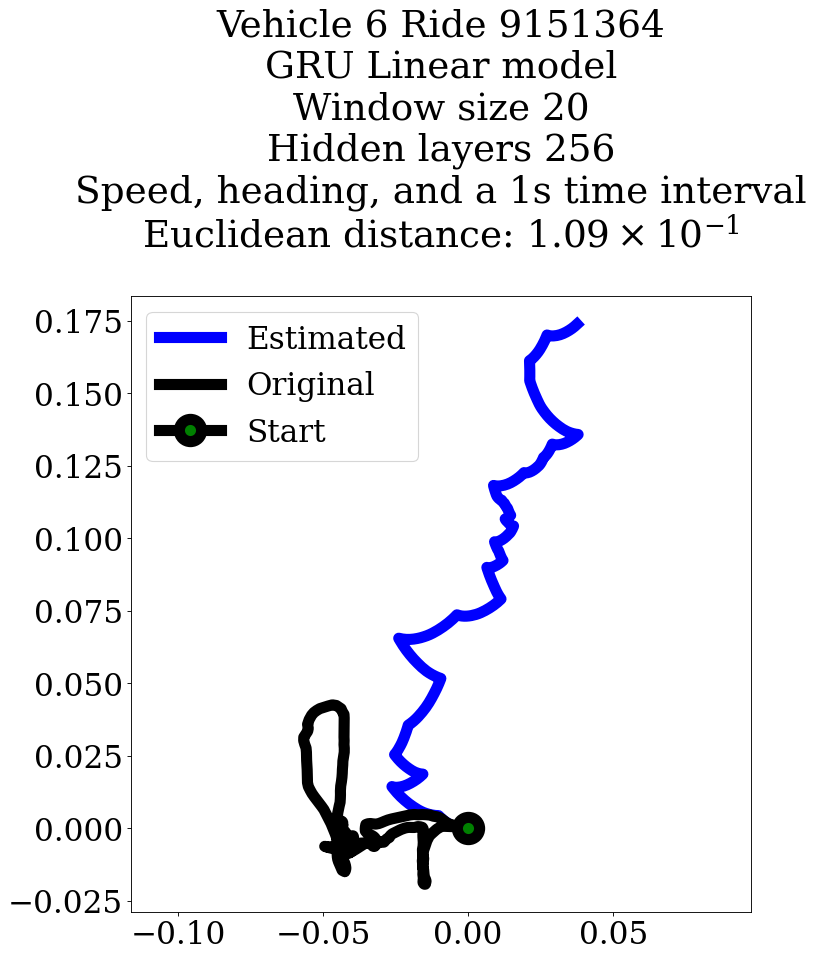 Vehicle 6 Ride 9151364
GRU Linear model
Window size 20
Hidden layers 256
Speed, heading, and a 1s time interval
Euclidean distance: 1.09 × 10⁻¹
Estimated
Original
Start
0.175
0.150
0.125
0.100
0.075
0.050
0.025
0.000
−0.025
−0.10
−0.05
0.00
0.05